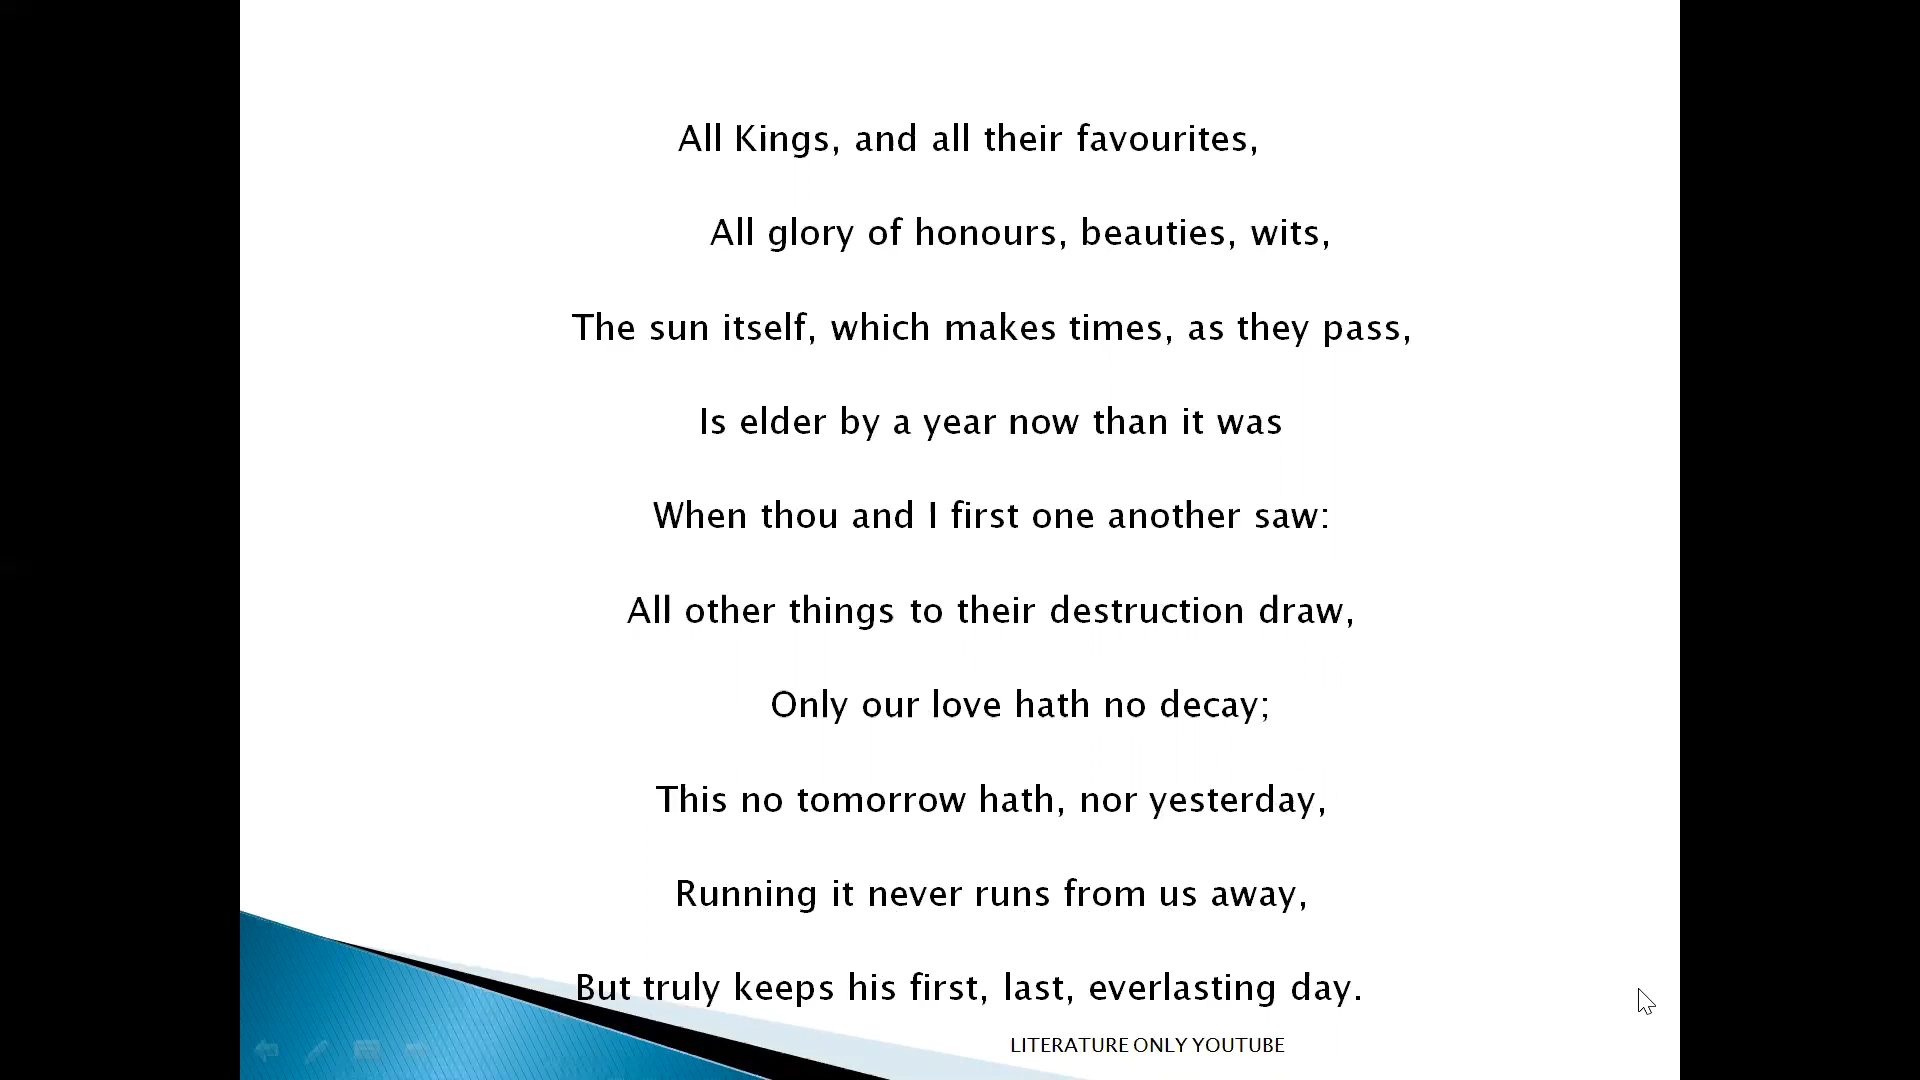 All Kings, and all their favourites,
All glory of honours, beauties, wits,
The sun itself, which makes times, as they pass,
Is elder by a year now than it was
When thou and I first one another saw:
All other things to their destruction draw,
Only our love hath no decay;
This no tomorrow hath, nor yesterday,
Running it never runs from us away,
But truly keeps his first, last, everlasting day.
LITERATURE ONLY YOUTUBE